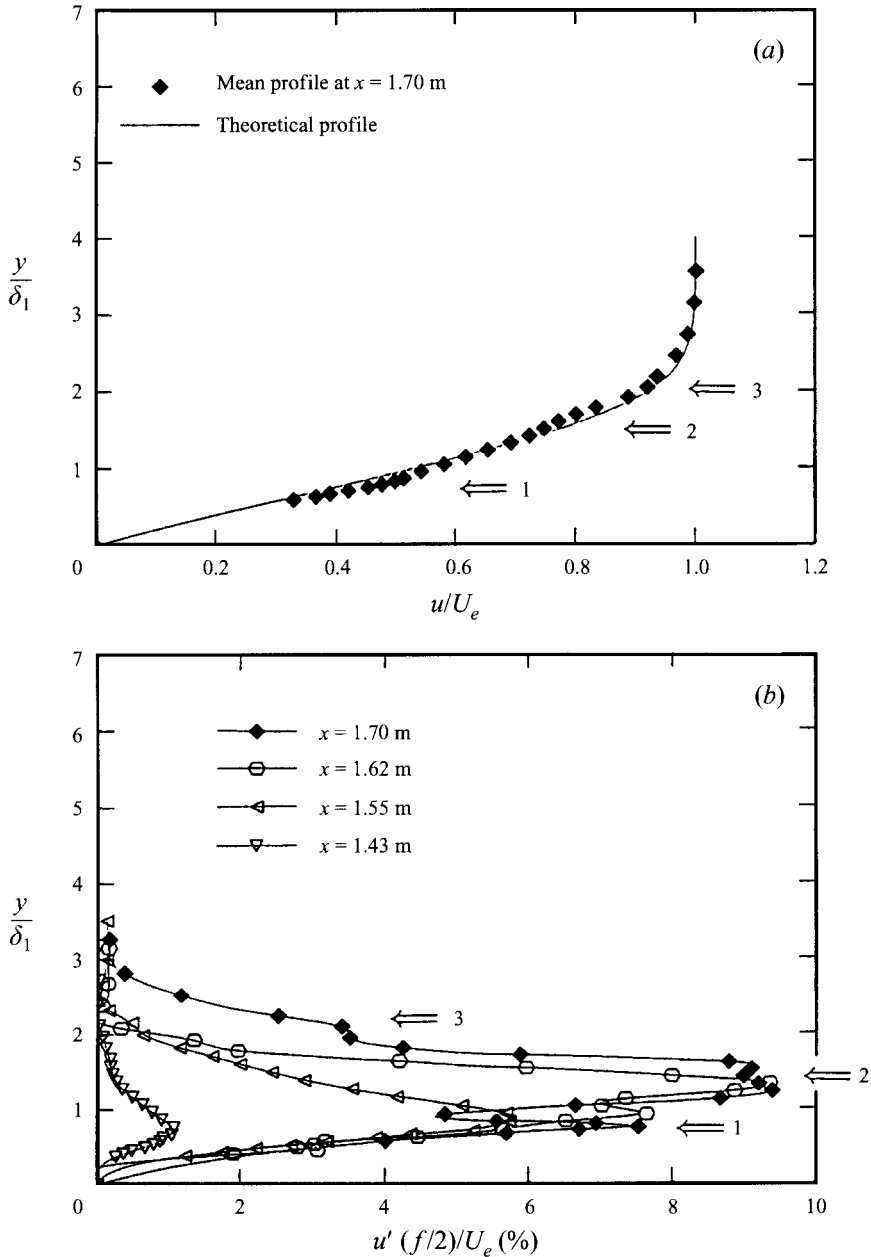 7
(a)
6
Mean profile at x = 1.70 m
Theoretical profile
5
4
y/δ₁
3
2
⇐ 3
⇐ 2
1
⇐ 1
0 0.2 0.4 0.6 0.8 1.0 1.2
u/Uₑ
7
(b)
6
x = 1.70 m
x = 1.62 m
5
x = 1.55 m
x = 1.43 m
4
y/δ₁
3
⇐ 3
2
⇐ 2
1
⇐ 1
0 2 4 6 8 10
u′ (f/2)/Uₑ (%)